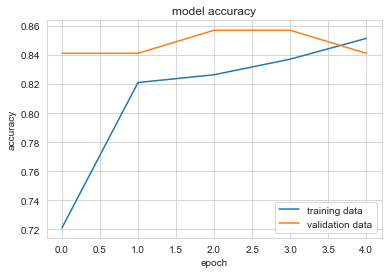 model accuracy
accuracy
0.86
0.84
0.82
0.80
0.78
0.76
0.74
0.72
training data
validation data
0.0 0.5 1.0 1.5 2.0 2.5 3.0 3.5 4.0
epoch